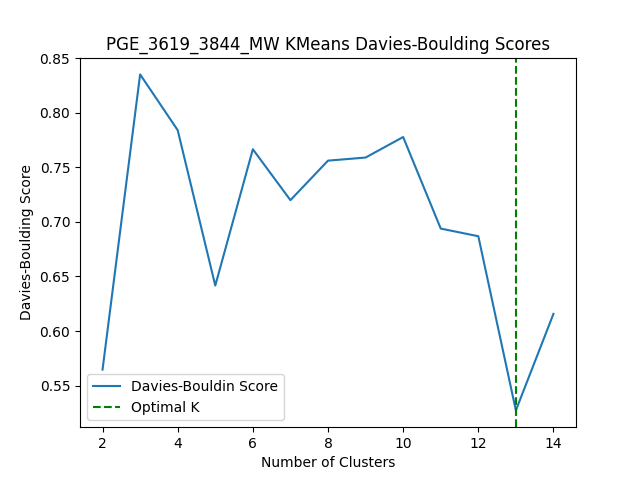 PGE_3619_3844_MW KMeans Davies-Boulding Scores
Davies-Boulding Score
0.85
0.80
0.75
0.70
0.65
0.60
0.55
Davies-Bouldin Score
Optimal K
2 4 6 8 10 12 14
Number of Clusters